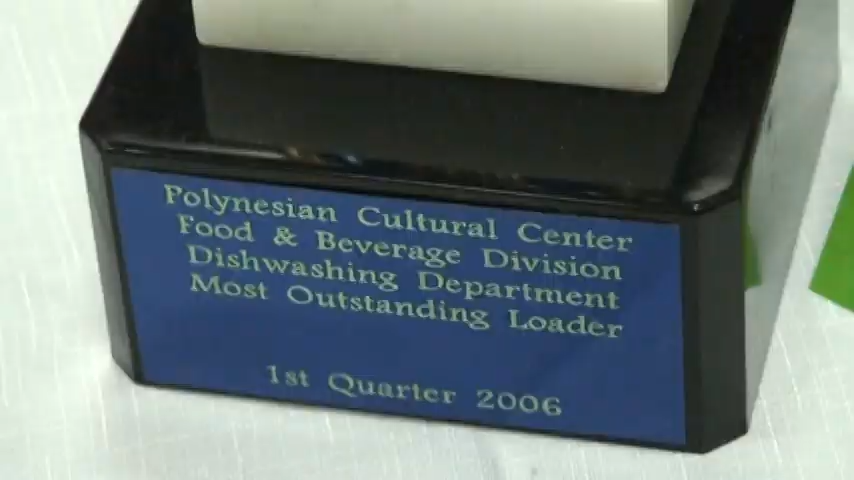 Polynesian Cultural Center
Food & Beverage Division
Dishwashing Department
Most Outstanding Loader
1st Quarter 2006